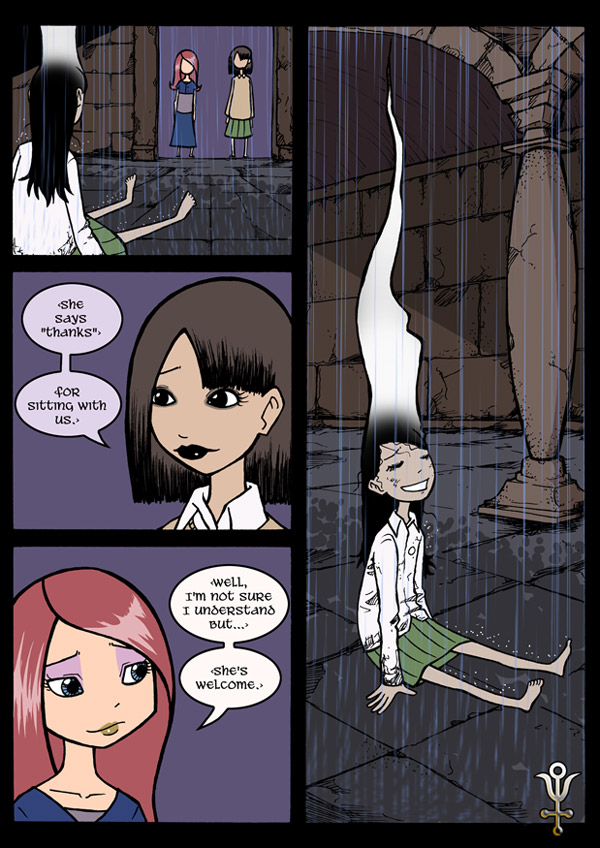 ‹She
says
"thanks"›
‹for
sitting with
us.›
‹Well,
I'm not sure
I understand
but...›
‹She's
welcome.›